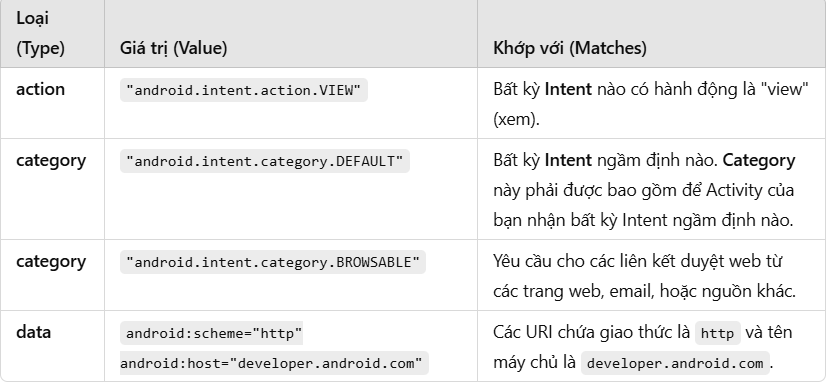 Loại
(Type) Giá trị (Value) Khớp với (Matches)
action "android.intent.action.VIEW" Bất kỳ Intent nào có hành động là "view"
(xem).
category "android.intent.category.DEFAULT" Bất kỳ Intent ngầm định nào. Category
này phải được bao gồm để Activity của
bạn nhận bất kỳ Intent ngầm định nào.
category "android.intent.category.BROWSABLE" Yêu cầu cho các liên kết duyệt web từ
các trang web, email, hoặc nguồn khác.
data android:scheme="http" Các URI chứa giao thức là http và tên
android:host="developer.android.com" máy chủ là developer.android.com.